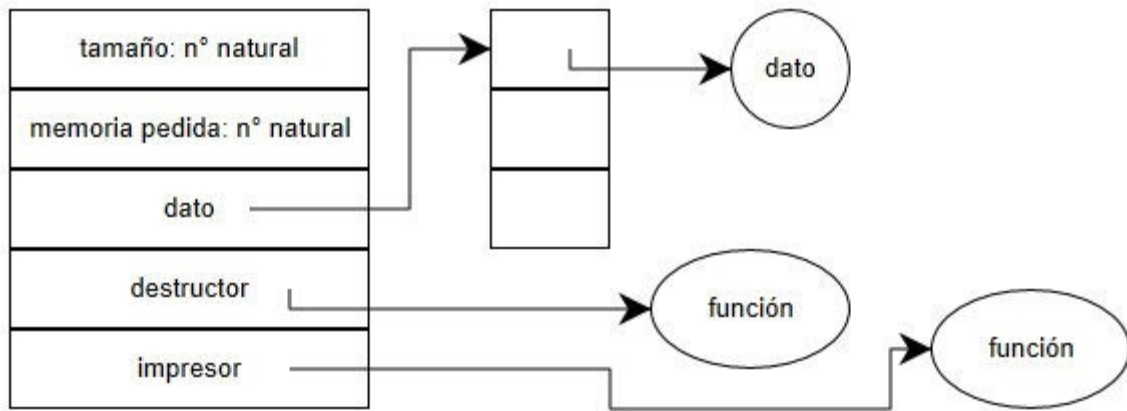 tamaño: n° natural
memoria pedida: n° natural
dato
destructor
impresor
dato
función
función